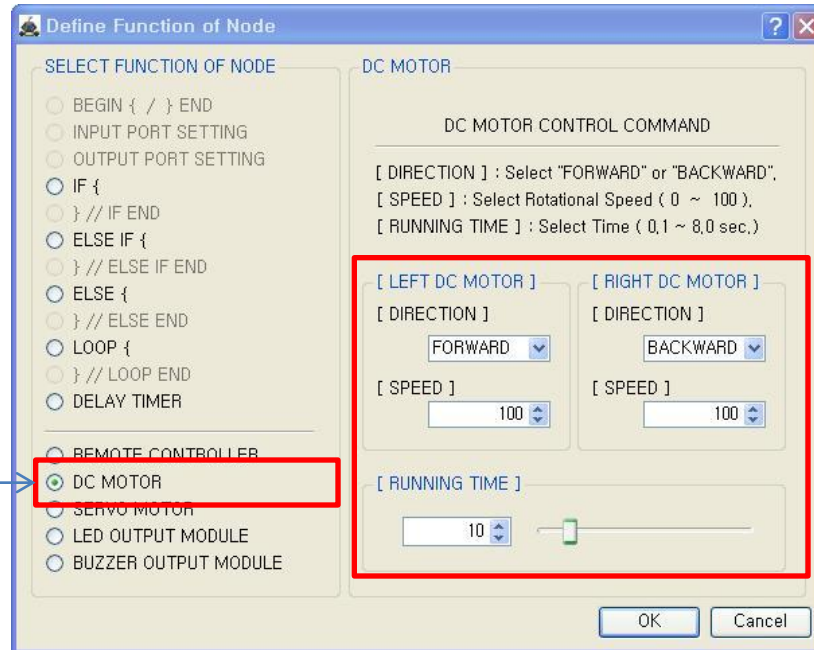 Define Function of Node
SELECT FUNCTION OF NODE
BEGIN { / } END
INPUT PORT SETTING
OUTPUT PORT SETTING
IF {
} // IF END
ELSE IF {
} // ELSE IF END
ELSE {
} // ELSE END
LOOP {
} // LOOP END
DELAY TIMER
REMOTE CONTROLLER
DC MOTOR
SERVO MOTOR
LED OUTPUT MODULE
BUZZER OUTPUT MODULE
DC MOTOR
DC MOTOR CONTROL COMMAND
[ DIRECTION ] : Select "FORWARD" or "BACKWARD",
[ SPEED ] : Select Rotational Speed ( 0 ~ 100 ),
[ RUNNING TIME ] : Select Time ( 0,1 ~ 8,0 sec,)
[ LEFT DC MOTOR ]
[ DIRECTION ]
FORWARD
[ SPEED ]
100
[ RIGHT DC MOTOR ]
[ DIRECTION ]
BACKWARD
[ SPEED ]
100
[ RUNNING TIME ]
10
OK
Cancel